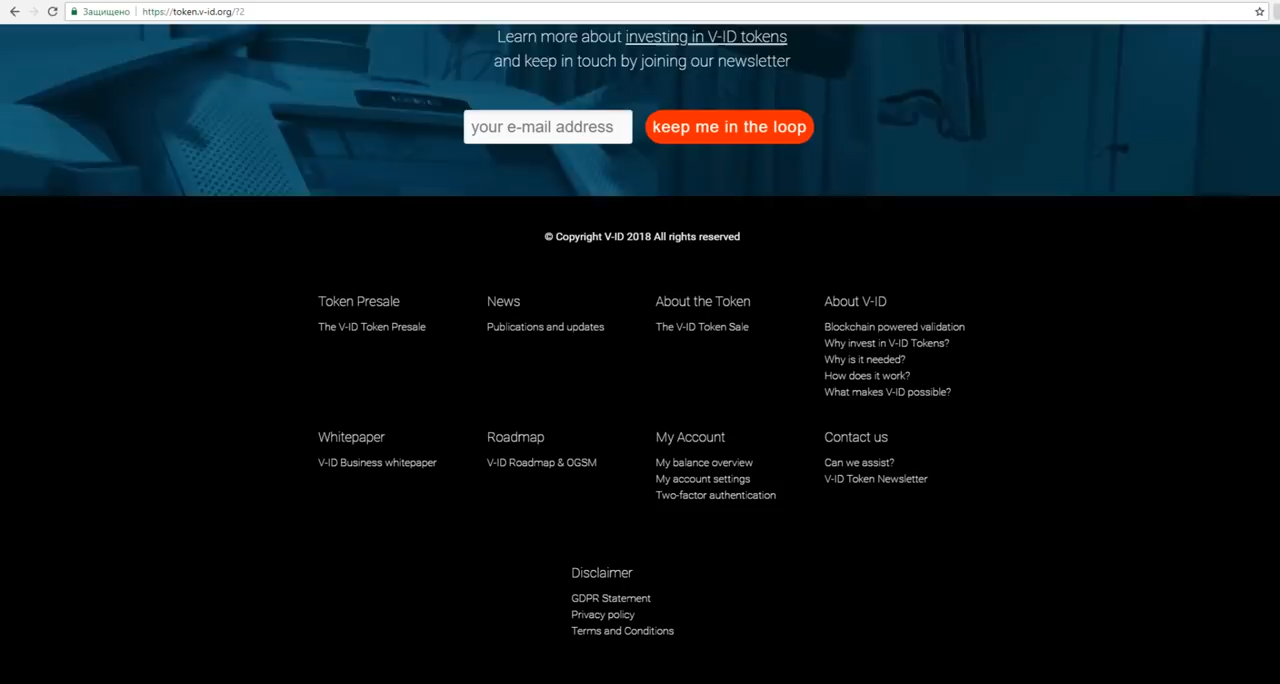 Защищено
https://token.v-id.org/?2
Learn more about investing in V-ID tokens
and keep in touch by joining our newsletter
your e-mail address
keep me in the loop
© Copyright V-ID 2018 All rights reserved
Token Presale
The V-ID Token Presale
News
Publications and updates
About the Token
The V-ID Token Sale
About V-ID
Blockchain powered validation
Why invest in V-ID Tokens?
Why is it needed?
How does it work?
What makes V-ID possible?
Whitepaper
V-ID Business whitepaper
Roadmap
V-ID Roadmap & OGSM
My Account
My balance overview
My account settings
Two-factor authentication
Contact us
Can we assist?
V-ID Token Newsletter
Disclaimer
GDPR Statement
Privacy policy
Terms and Conditions